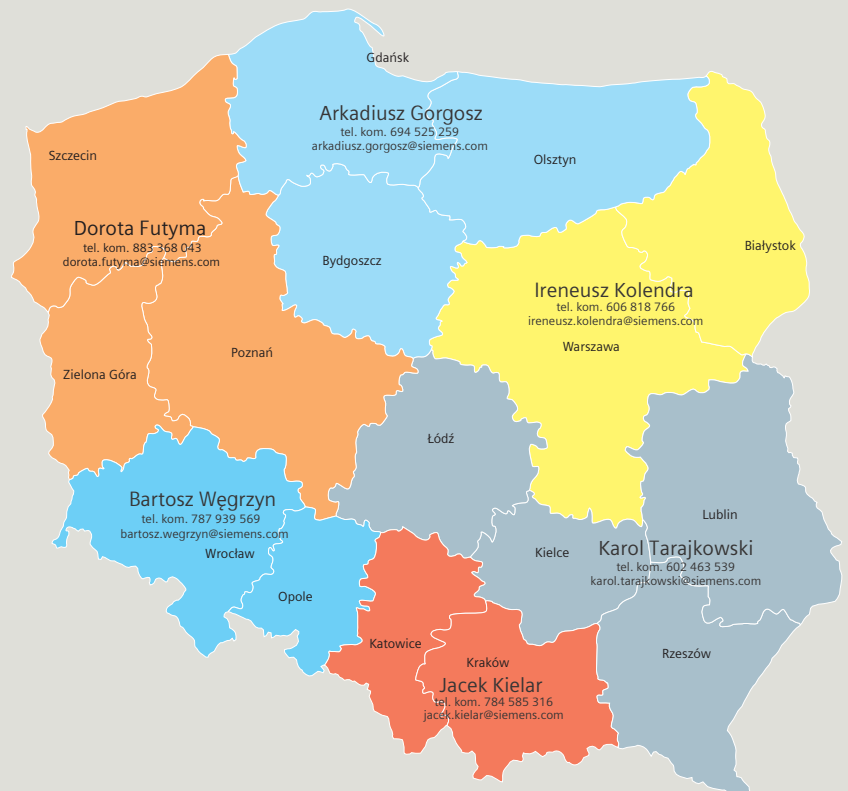 Gdańsk
Arkadiusz Gorgosz
tel. kom. 694 525 259
arkadiusz.gorgosz@siemens.com
Szczecin
Olsztyn
Dorota Futyma
tel. kom. 883 368 043
dorota.futyma@siemens.com
Białystok
Bydgoszcz
Ireneusz Kolendra
tel. kom. 606 818 766
ireneusz.kolendra@siemens.com
Warszawa
Poznań
Zielona Góra
Łódź
Bartosz Węgrzyn
tel. kom. 787 939 569
bartosz.wegrzyn@siemens.com
Wrocław
Lublin
Kielce
Karol Tarajkowski
tel. kom. 602 463 539
karol.tarajkowski@siemens.com
Opole
Katowice
Rzeszów
Kraków
Jacek Kielar
tel. kom. 784 585 316
jacek.kielar@siemens.com